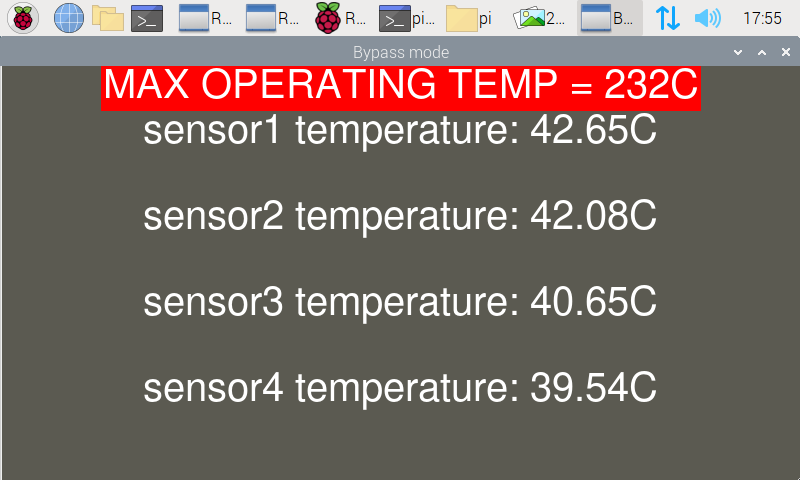 R... R... R... pi... pi 2... B... 17:55
Bypass mode
MAX OPERATING TEMP = 232C
sensor1 temperature: 42.65C
sensor2 temperature: 42.08C
sensor3 temperature: 40.65C
sensor4 temperature: 39.54C